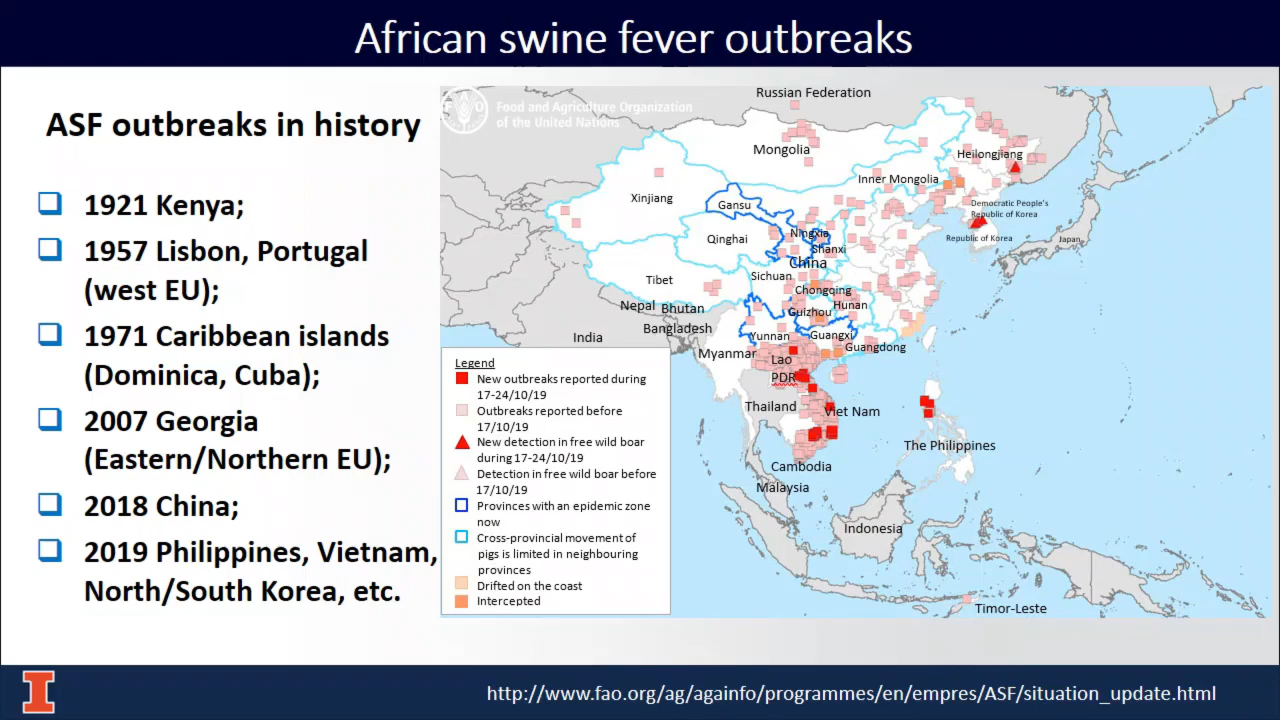 African swine fever outbreaks
ASF outbreaks in history
1921 Kenya;
1957 Lisbon, Portugal
(west EU);
1971 Caribbean islands
(Dominica, Cuba);
2007 Georgia
(Eastern/Northern EU);
2018 China;
2019 Philippines, Vietnam,
North/South Korea, etc.
Food and Agriculture Organization
of the United Nations
Russian Federation
Mongolia
Heilongjiang
Inner Mongolia
Xinjiang
Gansu
Democratic People's
Republic of Korea
Ningxia
Qinghai
Republic of Korea
Japan
Shanxi
China
Tibet
Sichuan
Chongqing
Nepal
Bhutan
Hunan
Guizhou
Bangladesh
India
Yunnan
Guangxi
Guangdong
Myanmar
Lao
PDR
Thailand
Viet Nam
The Philippines
Cambodia
Malaysia
Indonesia
Timor-Leste
Legend
New outbreaks reported during
17-24/10/19
Outbreaks reported before
17/10/19
New detection in free wild boar
during 17-24/10/19
Detection in free wild boar before
17/10/19
Provinces with an epidemic zone
now
Cross-provincial movement of
pigs is limited in neighbouring
provinces
Drifted on the coast
Intercepted
I
http://www.fao.org/ag/againfo/programmes/en/empres/ASF/situation_update.html